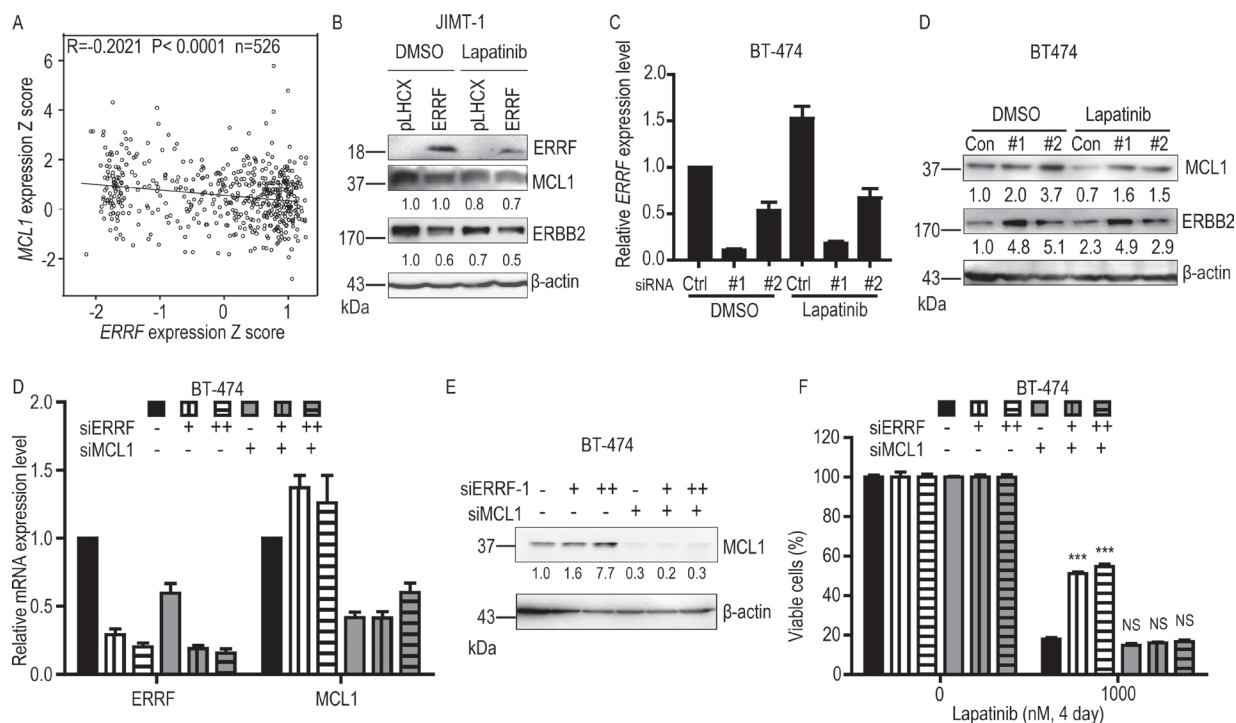 A
R=-0.2021 P< 0.0001 n=526
MCL1 expression Z score
6
4
2
0
-2
-2 -1 0 1
ERRF expression Z score
B
JIMT-1
DMSO Lapatinib
pLHCX ERRF pLHCX ERRF
18 ERRF
37 MCL1
1.0 1.0 0.8 0.7
170 ERBB2
1.0 0.6 0.7 0.5
43 β-actin
kDa
C
BT-474
Relative ERRF expression level
2.0
1.5
1.0
0.5
0.0
siRNA Ctrl #1 #2 Ctrl #1 #2
DMSO Lapatinib
D
BT474
DMSO Lapatinib
Con #1 #2 Con #1 #2
37 MCL1
1.0 2.0 3.7 0.7 1.6 1.5
170 ERBB2
1.0 4.8 5.1 2.3 4.9 2.9
43 β-actin
kDa
D
BT-474
siERRF - + ++ - + ++
siMCL1 - - - + + +
Relative mRNA expression level
2.0
1.5
1.0
0.5
0.0
ERRF MCL1
E
BT-474
siERRF-1 - + ++ - + ++
siMCL1 - - - + + +
37 MCL1
1.0 1.6 7.7 0.3 0.2 0.3
43 β-actin
kDa
F
BT-474
siERRF - + ++ - + ++
siMCL1 - - - + + +
Viable cells (%)
120
100
80
60
40
20
0
*** ***
NS NS NS
0 1000
Lapatinib (nM, 4 day)